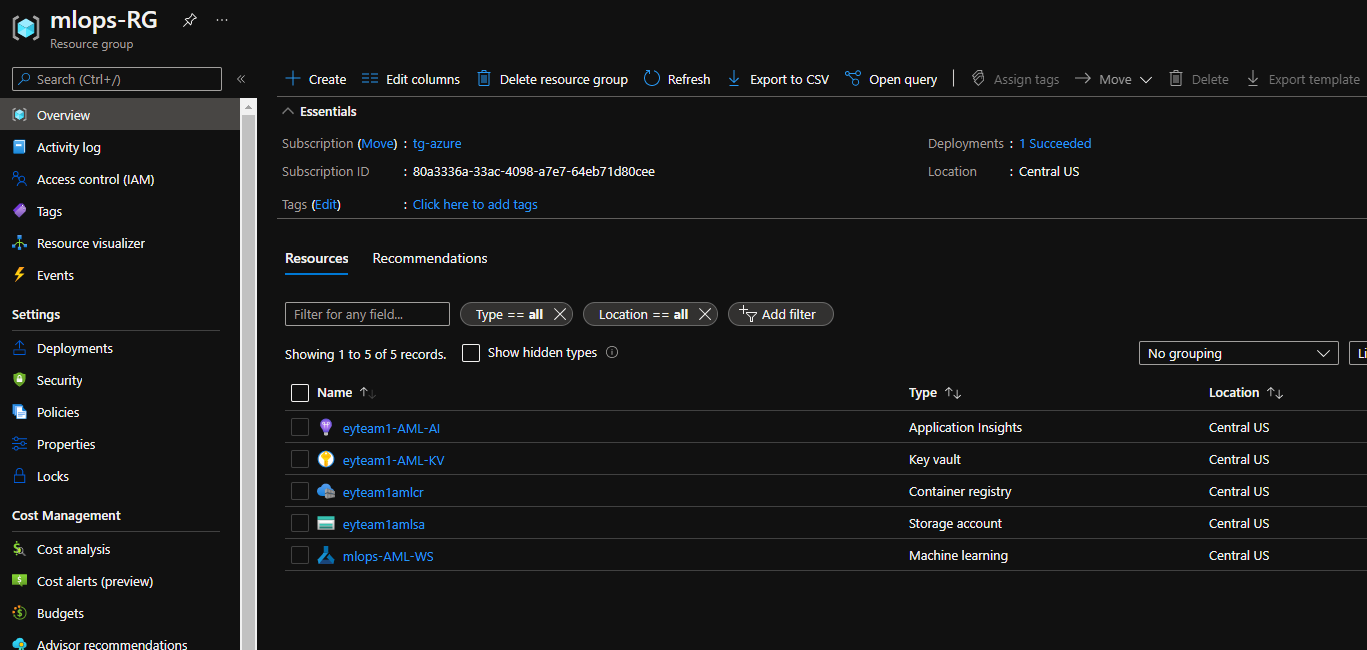 mlops-RG ...
Resource group
Search (Ctrl+/) «
Overview
Activity log
Access control (IAM)
Tags
Resource visualizer
Events
Settings
Deployments
Security
Policies
Properties
Locks
Cost Management
Cost analysis
Cost alerts (preview)
Budgets
Advisor recommendations
Create Edit columns Delete resource group Refresh Export to CSV Open query Assign tags Move Delete Export template
Essentials
Subscription (Move) : tg-azure Deployments : 1 Succeeded
Subscription ID : 80a3336a-33ac-4098-a7e7-64eb71d80cee Location : Central US
Tags (Edit) : Click here to add tags
Resources Recommendations
Filter for any field... Type == all Location == all Add filter
Showing 1 to 5 of 5 records. Show hidden types No grouping Li
Name Type Location
eyteam1-AML-AI Application Insights Central US
eyteam1-AML-KV Key vault Central US
eyteam1amlcr Container registry Central US
eyteam1amlsa Storage account Central US
mlops-AML-WS Machine learning Central US